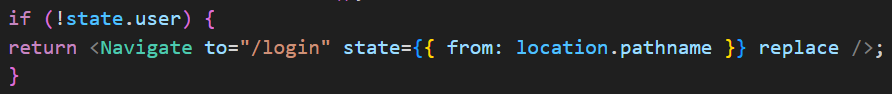 if (!state.user) {
return <Navigate to="/login" state={{ from: location.pathname }} replace />;
}